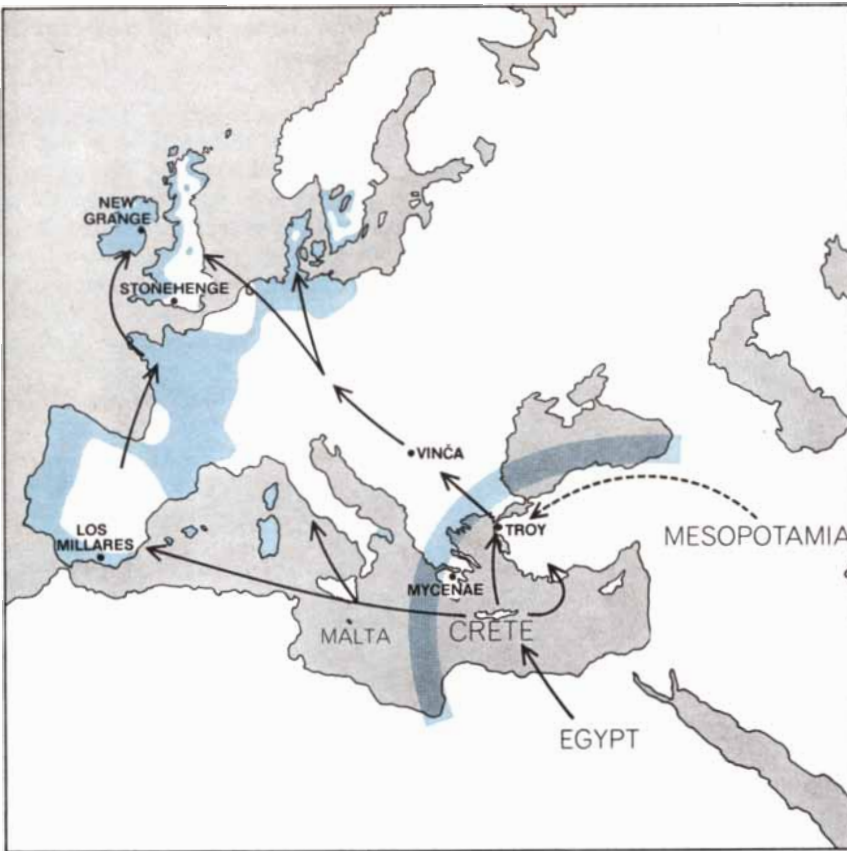 NEW
GRANGE
STONEHENGE
VINČA
LOS
MILLARES
TROY
MESOPOTAMIA
MYCENAE
MALTA
CRETE
EGYPT